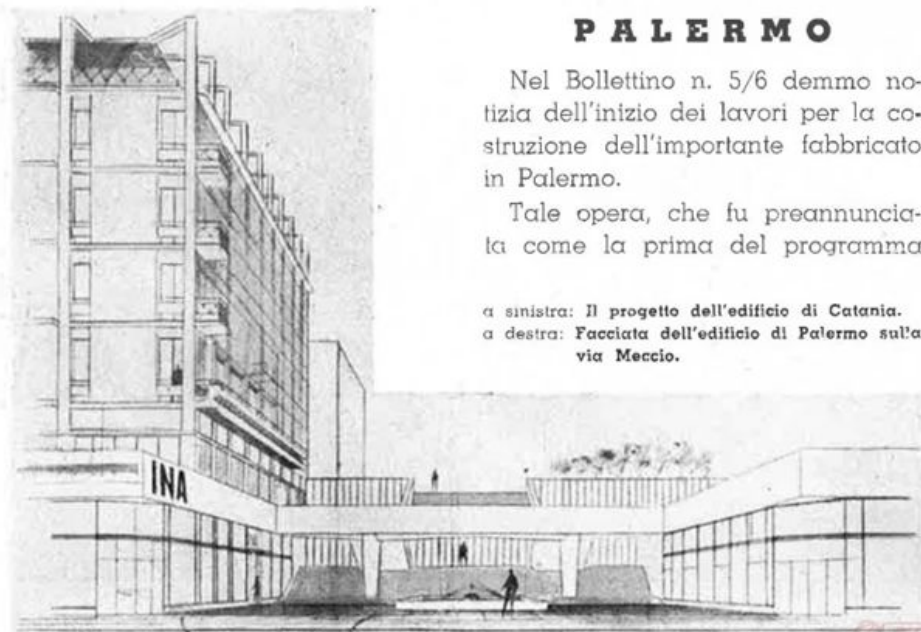 PALERMO
Nel Bollettino n. 5/6 demmo no-
tizia dell'inizio dei lavori per la co-
struzione dell'importante fabbricato
in Palermo.
Tale opera, che fu preannuncia-
ta come la prima del programma
a sinistra: Il progetto dell'edificio di Catania.
a destra: Facciata dell'edificio di Palermo sulla
via Meccio.
INA